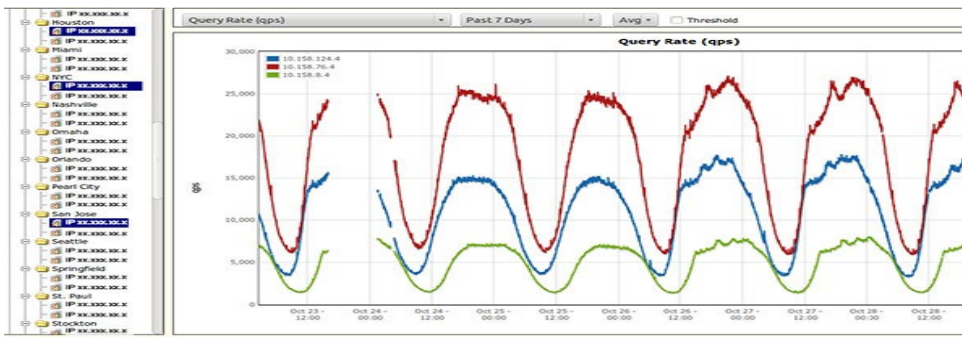 IP xx.xxx.xx.x
Houston
IP xx.xxx.xx.x
IP xx.xxx.xx.x
Miami
IP xx.xxx.xx.x
IP xx.xxx.xx.x
NYC
IP xx.xxx.xx.x
IP xx.xxx.xx.x
Nashville
IP xx.xxx.xx.x
IP xx.xxx.xx.x
Omaha
IP xx.xxx.xx.x
IP xx.xxx.xx.x
Orlando
IP xx.xxx.xx.x
IP xx.xxx.xx.x
Pearl City
IP xx.xxx.xx.x
IP xx.xxx.xx.x
San Jose
IP xx.xxx.xx.x
IP xx.xxx.xx.x
Seattle
IP xx.xxx.xx.x
IP xx.xxx.xx.x
Springfield
IP xx.xxx.xx.x
IP xx.xxx.xx.x
St. Paul
IP xx.xxx.xx.x
IP xx.xxx.xx.x
Stockton
IP xx.xxx.xx.x
Query Rate (qps) Past 7 Days Avg Threshold
Query Rate (qps)
10.158.124.4
10.158.76.4
10.158.8.4
30,000
25,000
20,000
15,000
10,000
5,000
0
qps
Oct 23 - 12:00
Oct 24 - 00:00
Oct 24 - 12:00
Oct 25 - 00:00
Oct 25 - 12:00
Oct 26 - 00:00
Oct 26 - 12:00
Oct 27 - 00:00
Oct 27 - 12:00
Oct 28 - 00:00
Oct 28 - 12:00